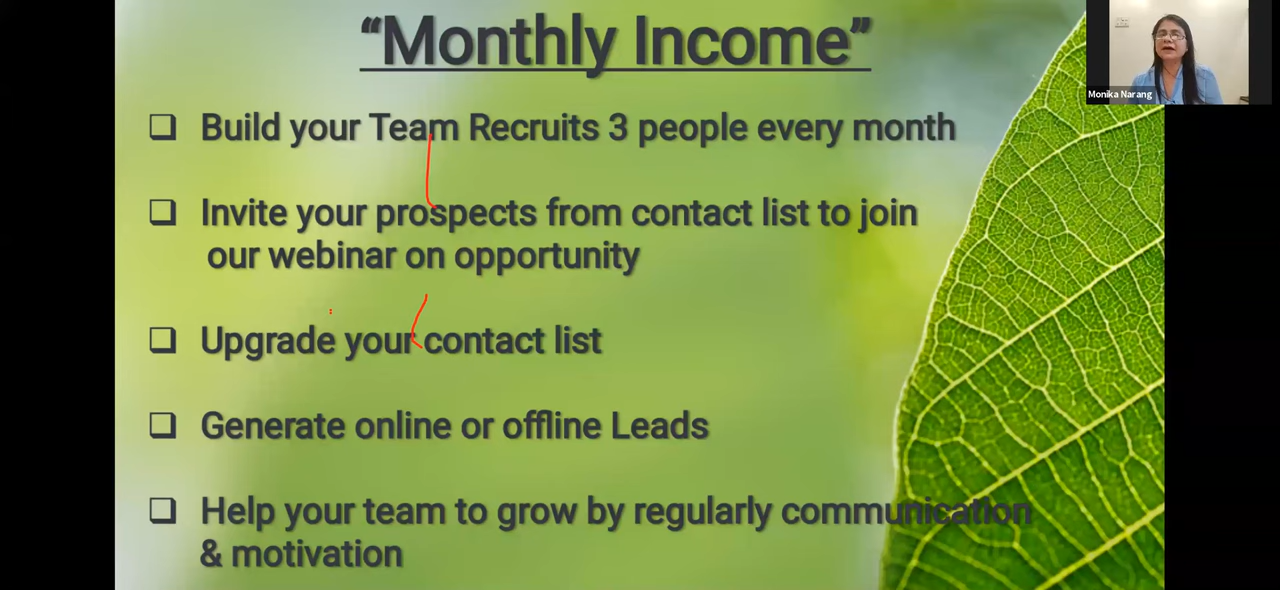 “Monthly Income”
Monika Narang
❑ Build your Team Recruits 3 people every month
❑ Invite your prospects from contact list to join
our webinar on opportunity
❑ Upgrade your contact list
❑ Generate online or offline Leads
❑ Help your team to grow by regularly communication
& motivation